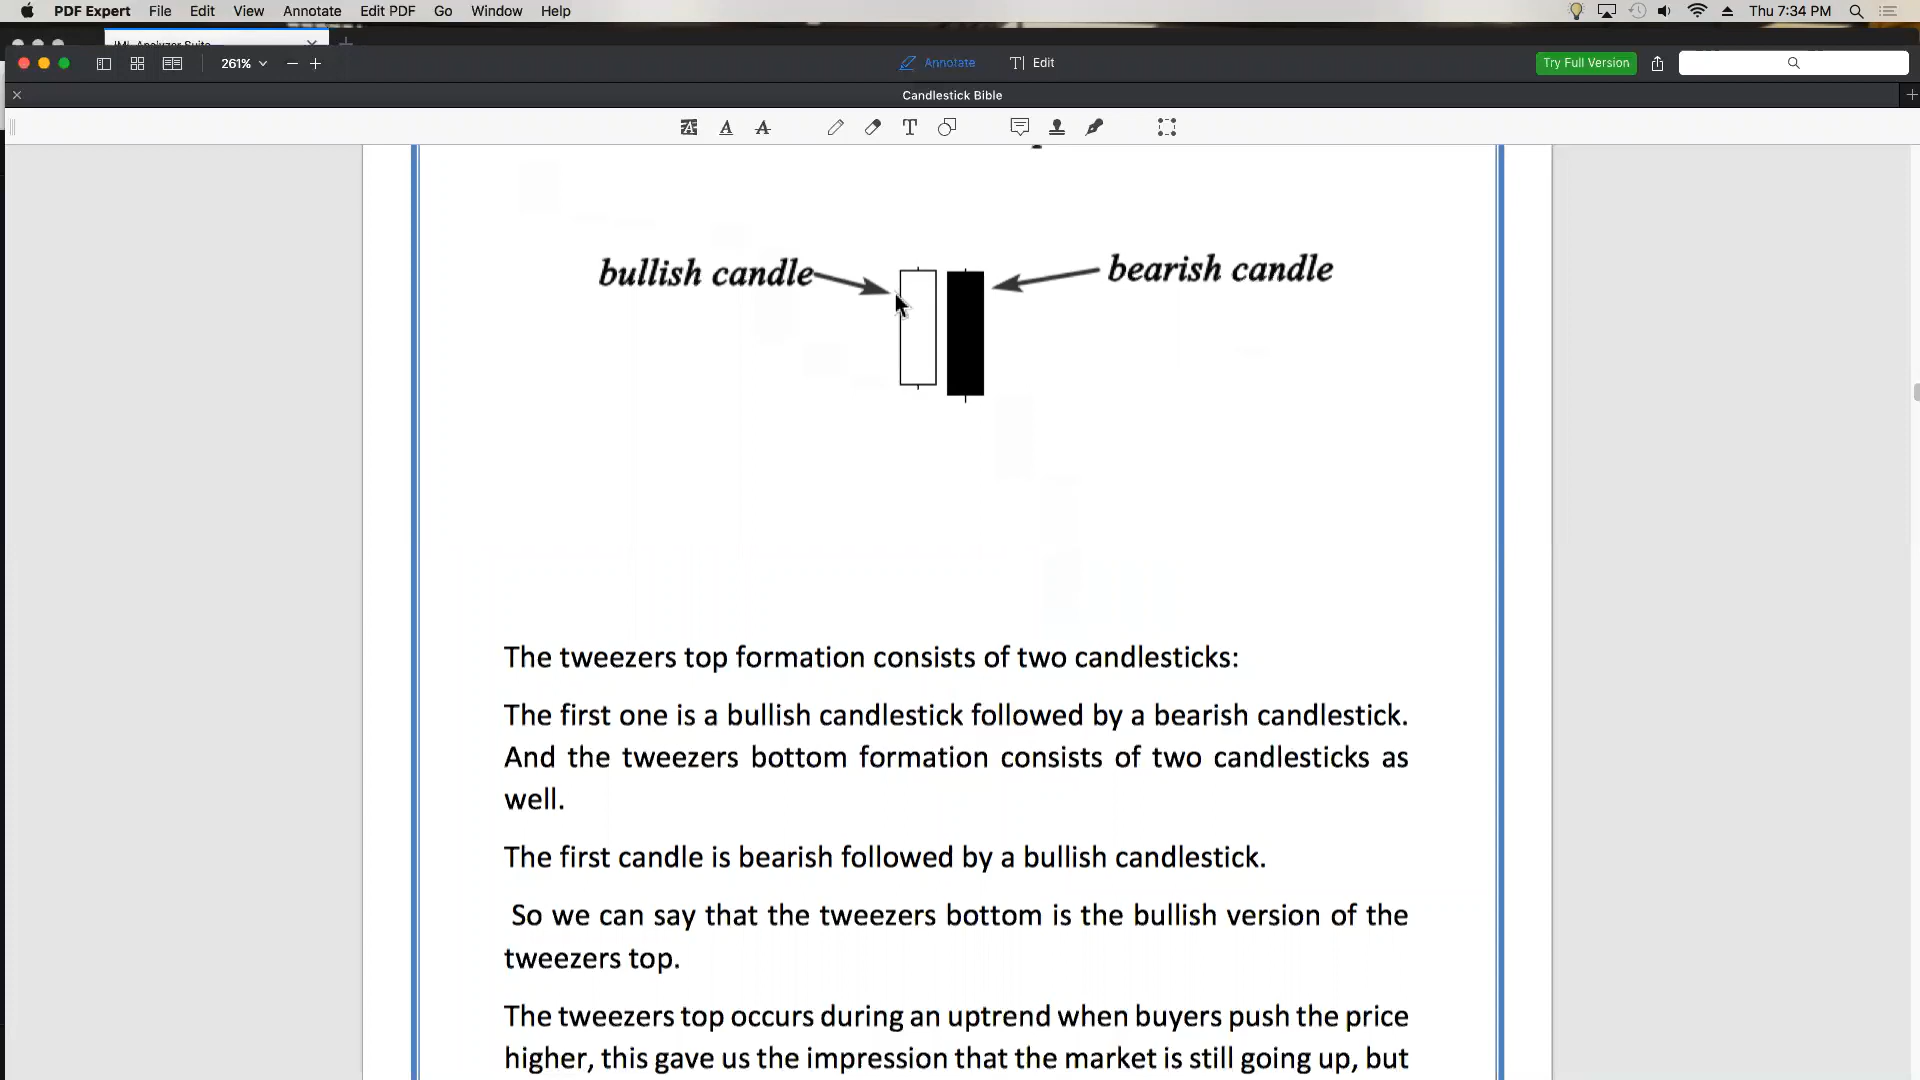 PDF Expert File Edit View Annotate Edit PDF Go Window Help Thu 7:34 PM
IML Analyzer Suite
261% Annotate Edit Try Full Version
Candlestick Bible
bullish candle bearish candle
The tweezers top formation consists of two candlesticks:
The first one is a bullish candlestick followed by a bearish candlestick.
And the tweezers bottom formation consists of two candlesticks as
well.
The first candle is bearish followed by a bullish candlestick.
So we can say that the tweezers bottom is the bullish version of the
tweezers top.
The tweezers top occurs during an uptrend when buyers push the price
higher, this gave us the impression that the market is still going up, but